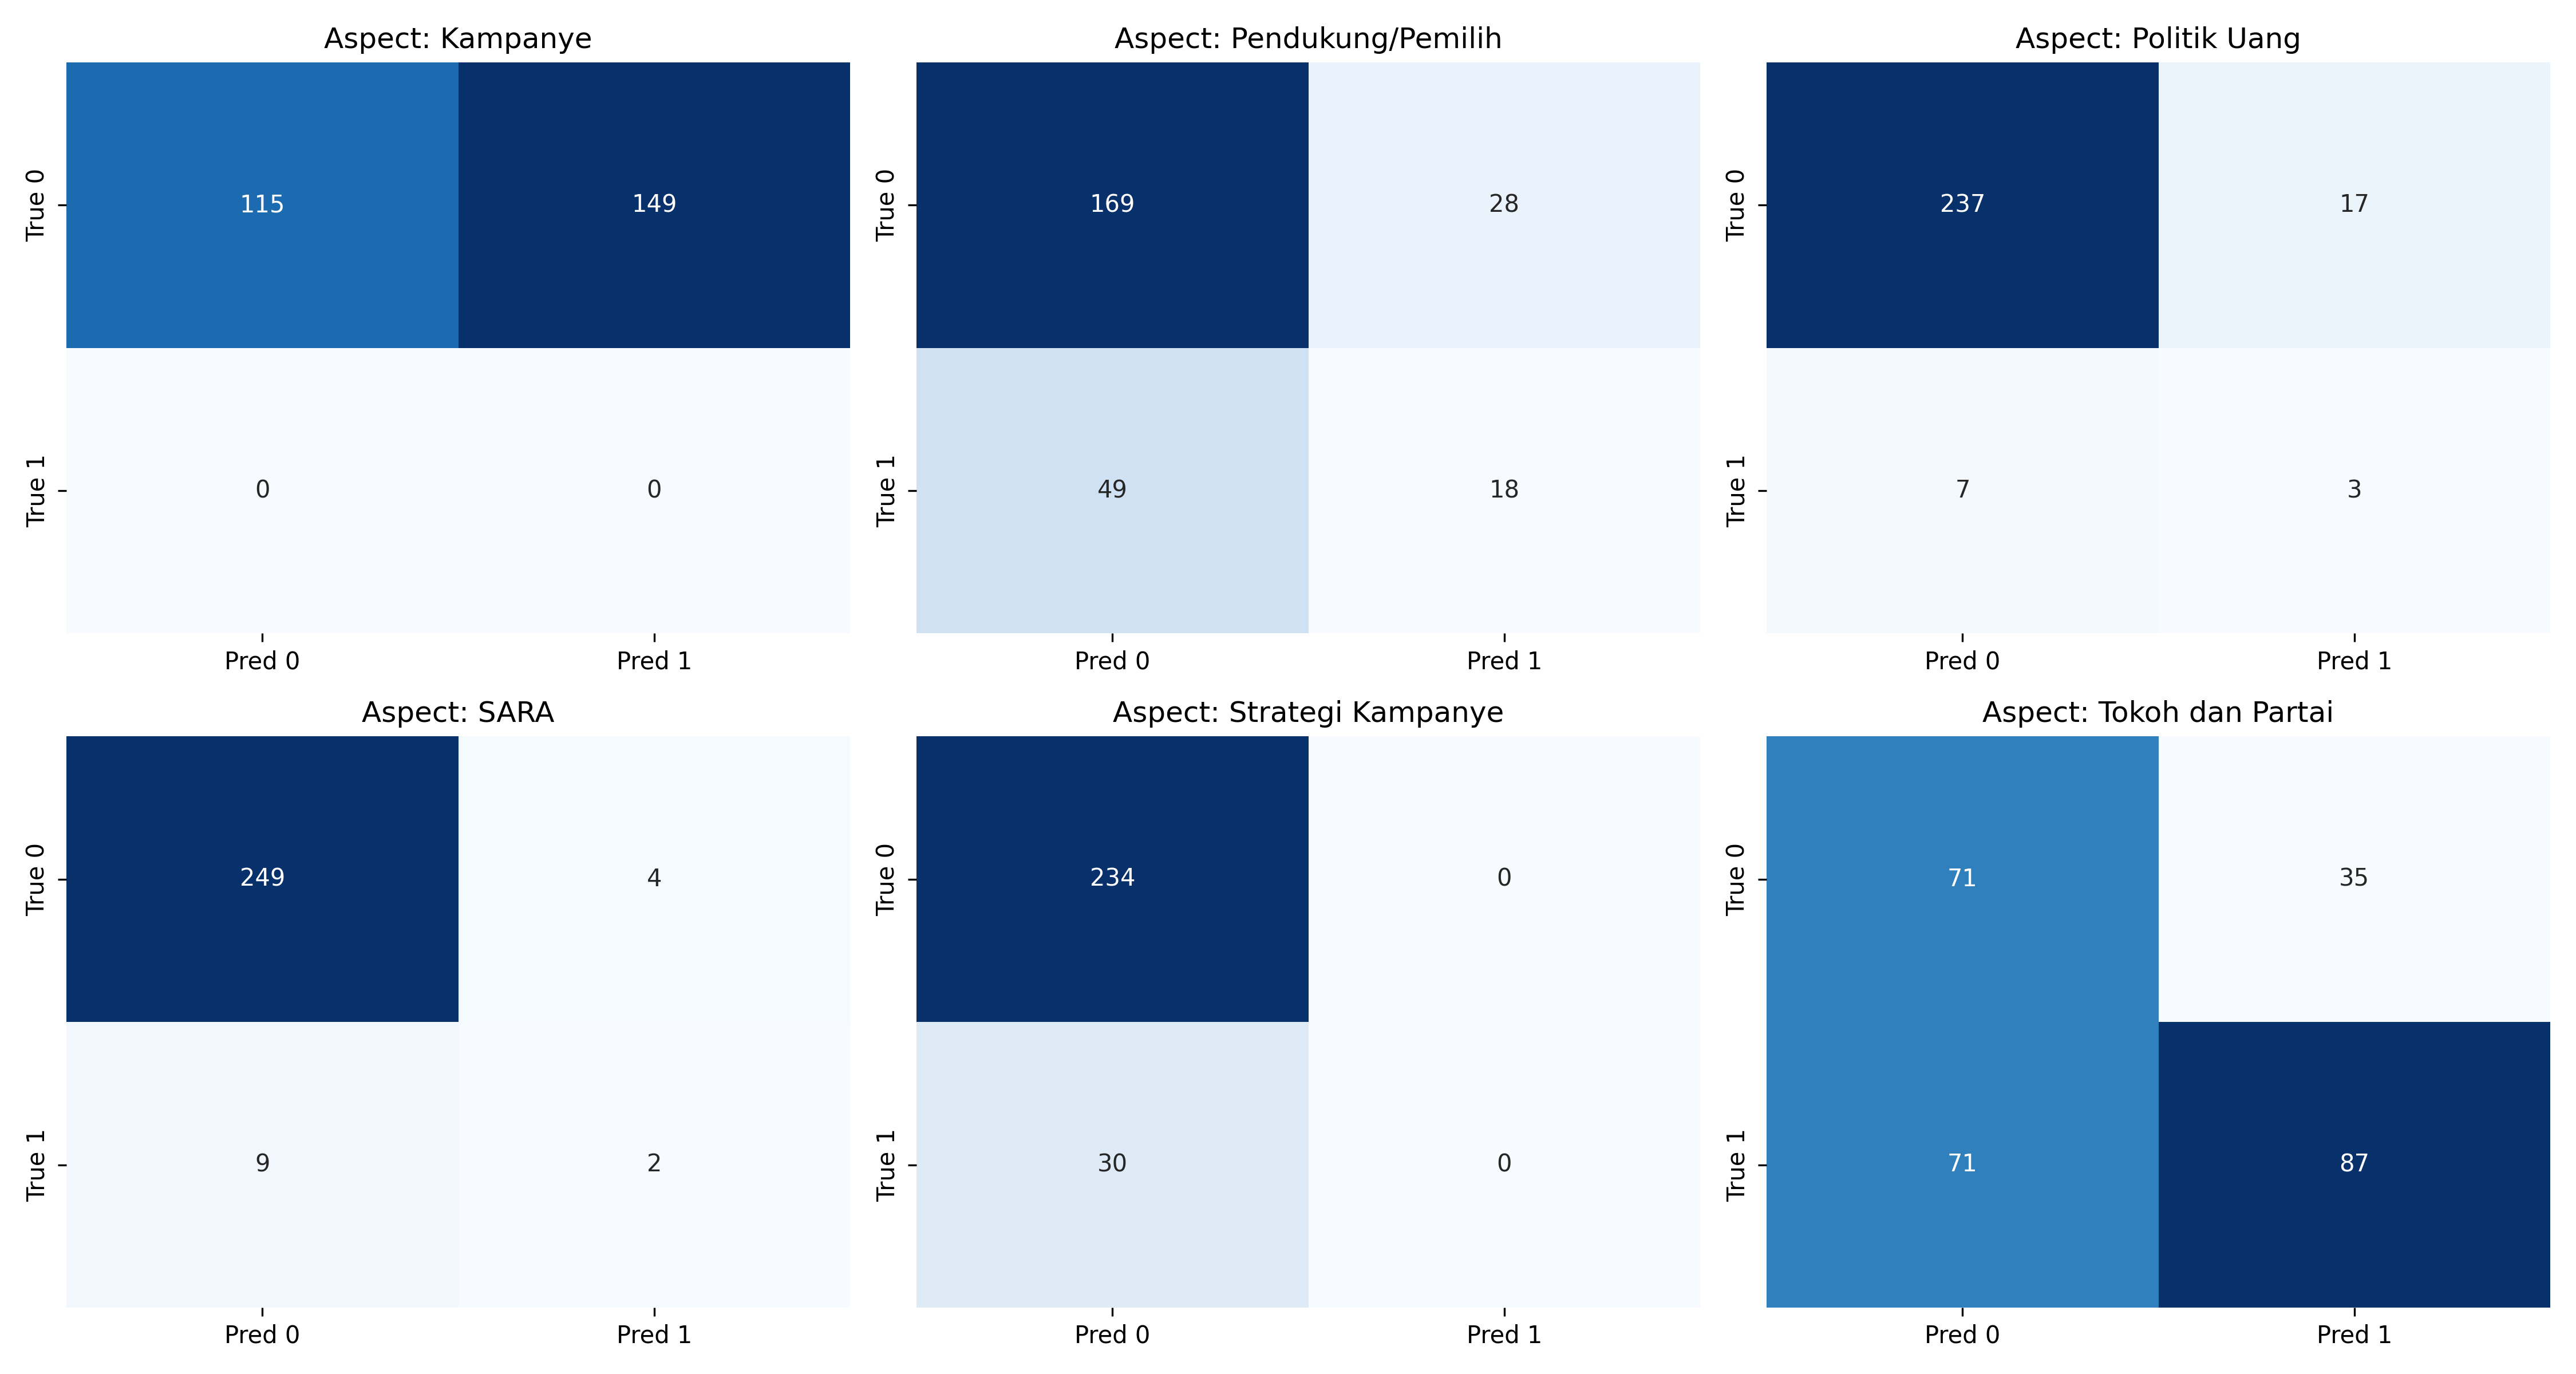 Aspect: Kampanye
True 0
115
149
True 1
0
0
Pred 0
Pred 1
Aspect: Pendukung/Pemilih
True 0
169
28
True 1
49
18
Pred 0
Pred 1
Aspect: Politik Uang
True 0
237
17
True 1
7
3
Pred 0
Pred 1
Aspect: SARA
True 0
249
4
True 1
9
2
Pred 0
Pred 1
Aspect: Strategi Kampanye
True 0
234
0
True 1
30
0
Pred 0
Pred 1
Aspect: Tokoh dan Partai
True 0
71
35
True 1
71
87
Pred 0
Pred 1